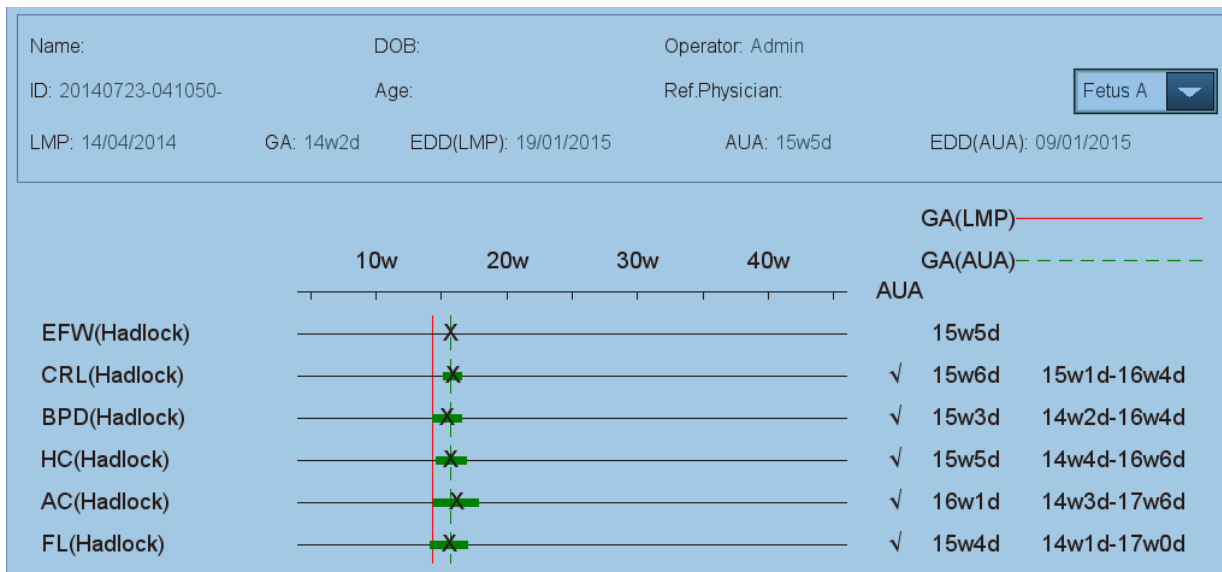 Name: DOB: Operator: Admin
ID: 20140723-041050- Age: Ref.Physician: Fetus A
LMP: 14/04/2014 GA: 14w2d EDD(LMP): 19/01/2015 AUA: 15w5d EDD(AUA): 09/01/2015
GA(LMP)
10w 20w 30w 40w GA(AUA)
AUA
EFW(Hadlock) X 15w5d
CRL(Hadlock) X √ 15w6d 15w1d-16w4d
BPD(Hadlock) X √ 15w3d 14w2d-16w4d
HC(Hadlock) X √ 15w5d 14w4d-16w6d
AC(Hadlock) X √ 16w1d 14w3d-17w6d
FL(Hadlock) X √ 15w4d 14w1d-17w0d